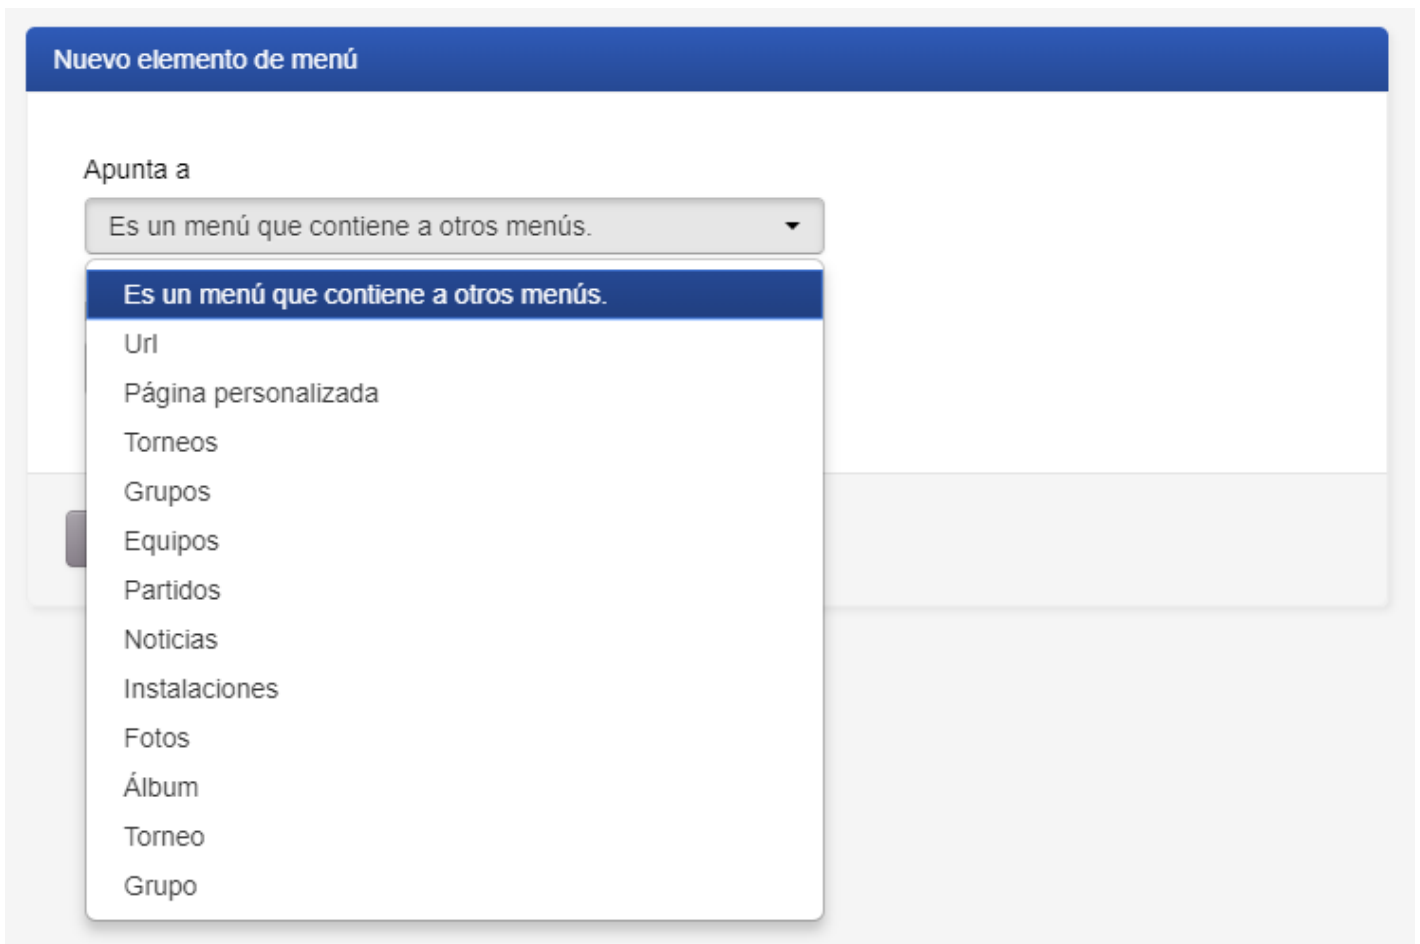 Nuevo elemento de menú
Apunta a
Es un menú que contiene a otros menús.
Es un menú que contiene a otros menús.
Url
Página personalizada
Torneos
Grupos
Equipos
Partidos
Noticias
Instalaciones
Fotos
Álbum
Torneo
Grupo